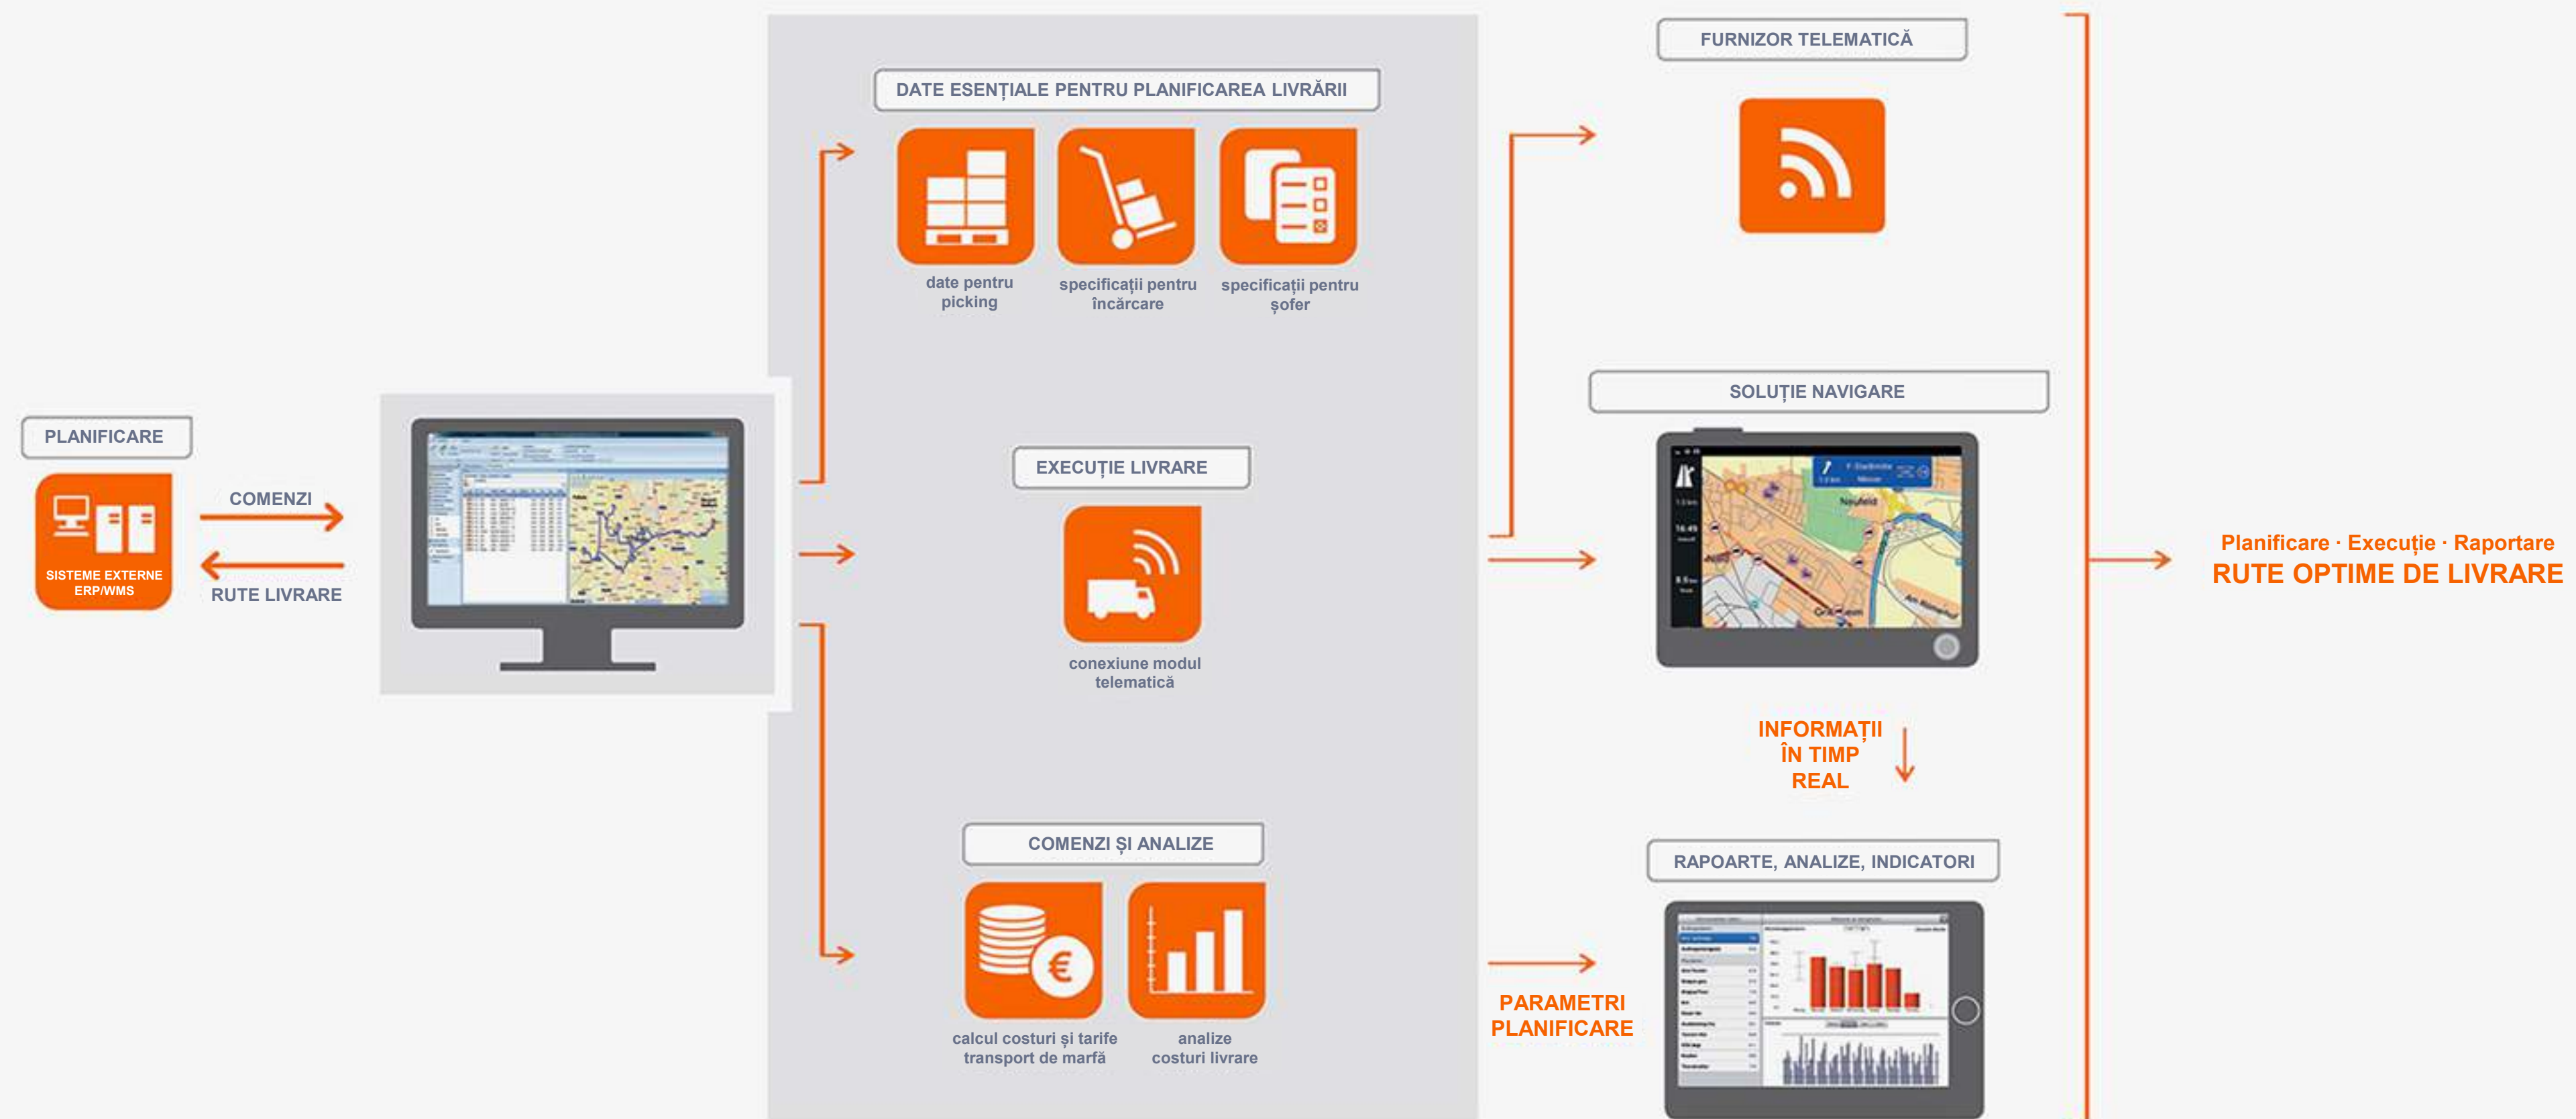 PLANIFICARE
SISTEME EXTERNE
ERP/WMS
COMENZI
RUTE LIVRARE
DATE ESENȚIALE PENTRU PLANIFICAREA LIVRĂRII
date pentru
picking
specificații pentru
încărcare
specificații pentru
șofer
EXECUȚIE LIVRARE
conexiune modul
telematică
COMENZI ȘI ANALIZE
calcul costuri și tarife
transport de marfă
analize
costuri livrare
FURNIZOR TELEMATICĂ
SOLUȚIE NAVIGARE
Neufeld
16:49
INFORMAȚII
ÎN TIMP
REAL
PARAMETRI
PLANIFICARE
RAPOARTE, ANALIZE, INDICATORI
Planificare · Execuție · Raportare
RUTE OPTIME DE LIVRARE